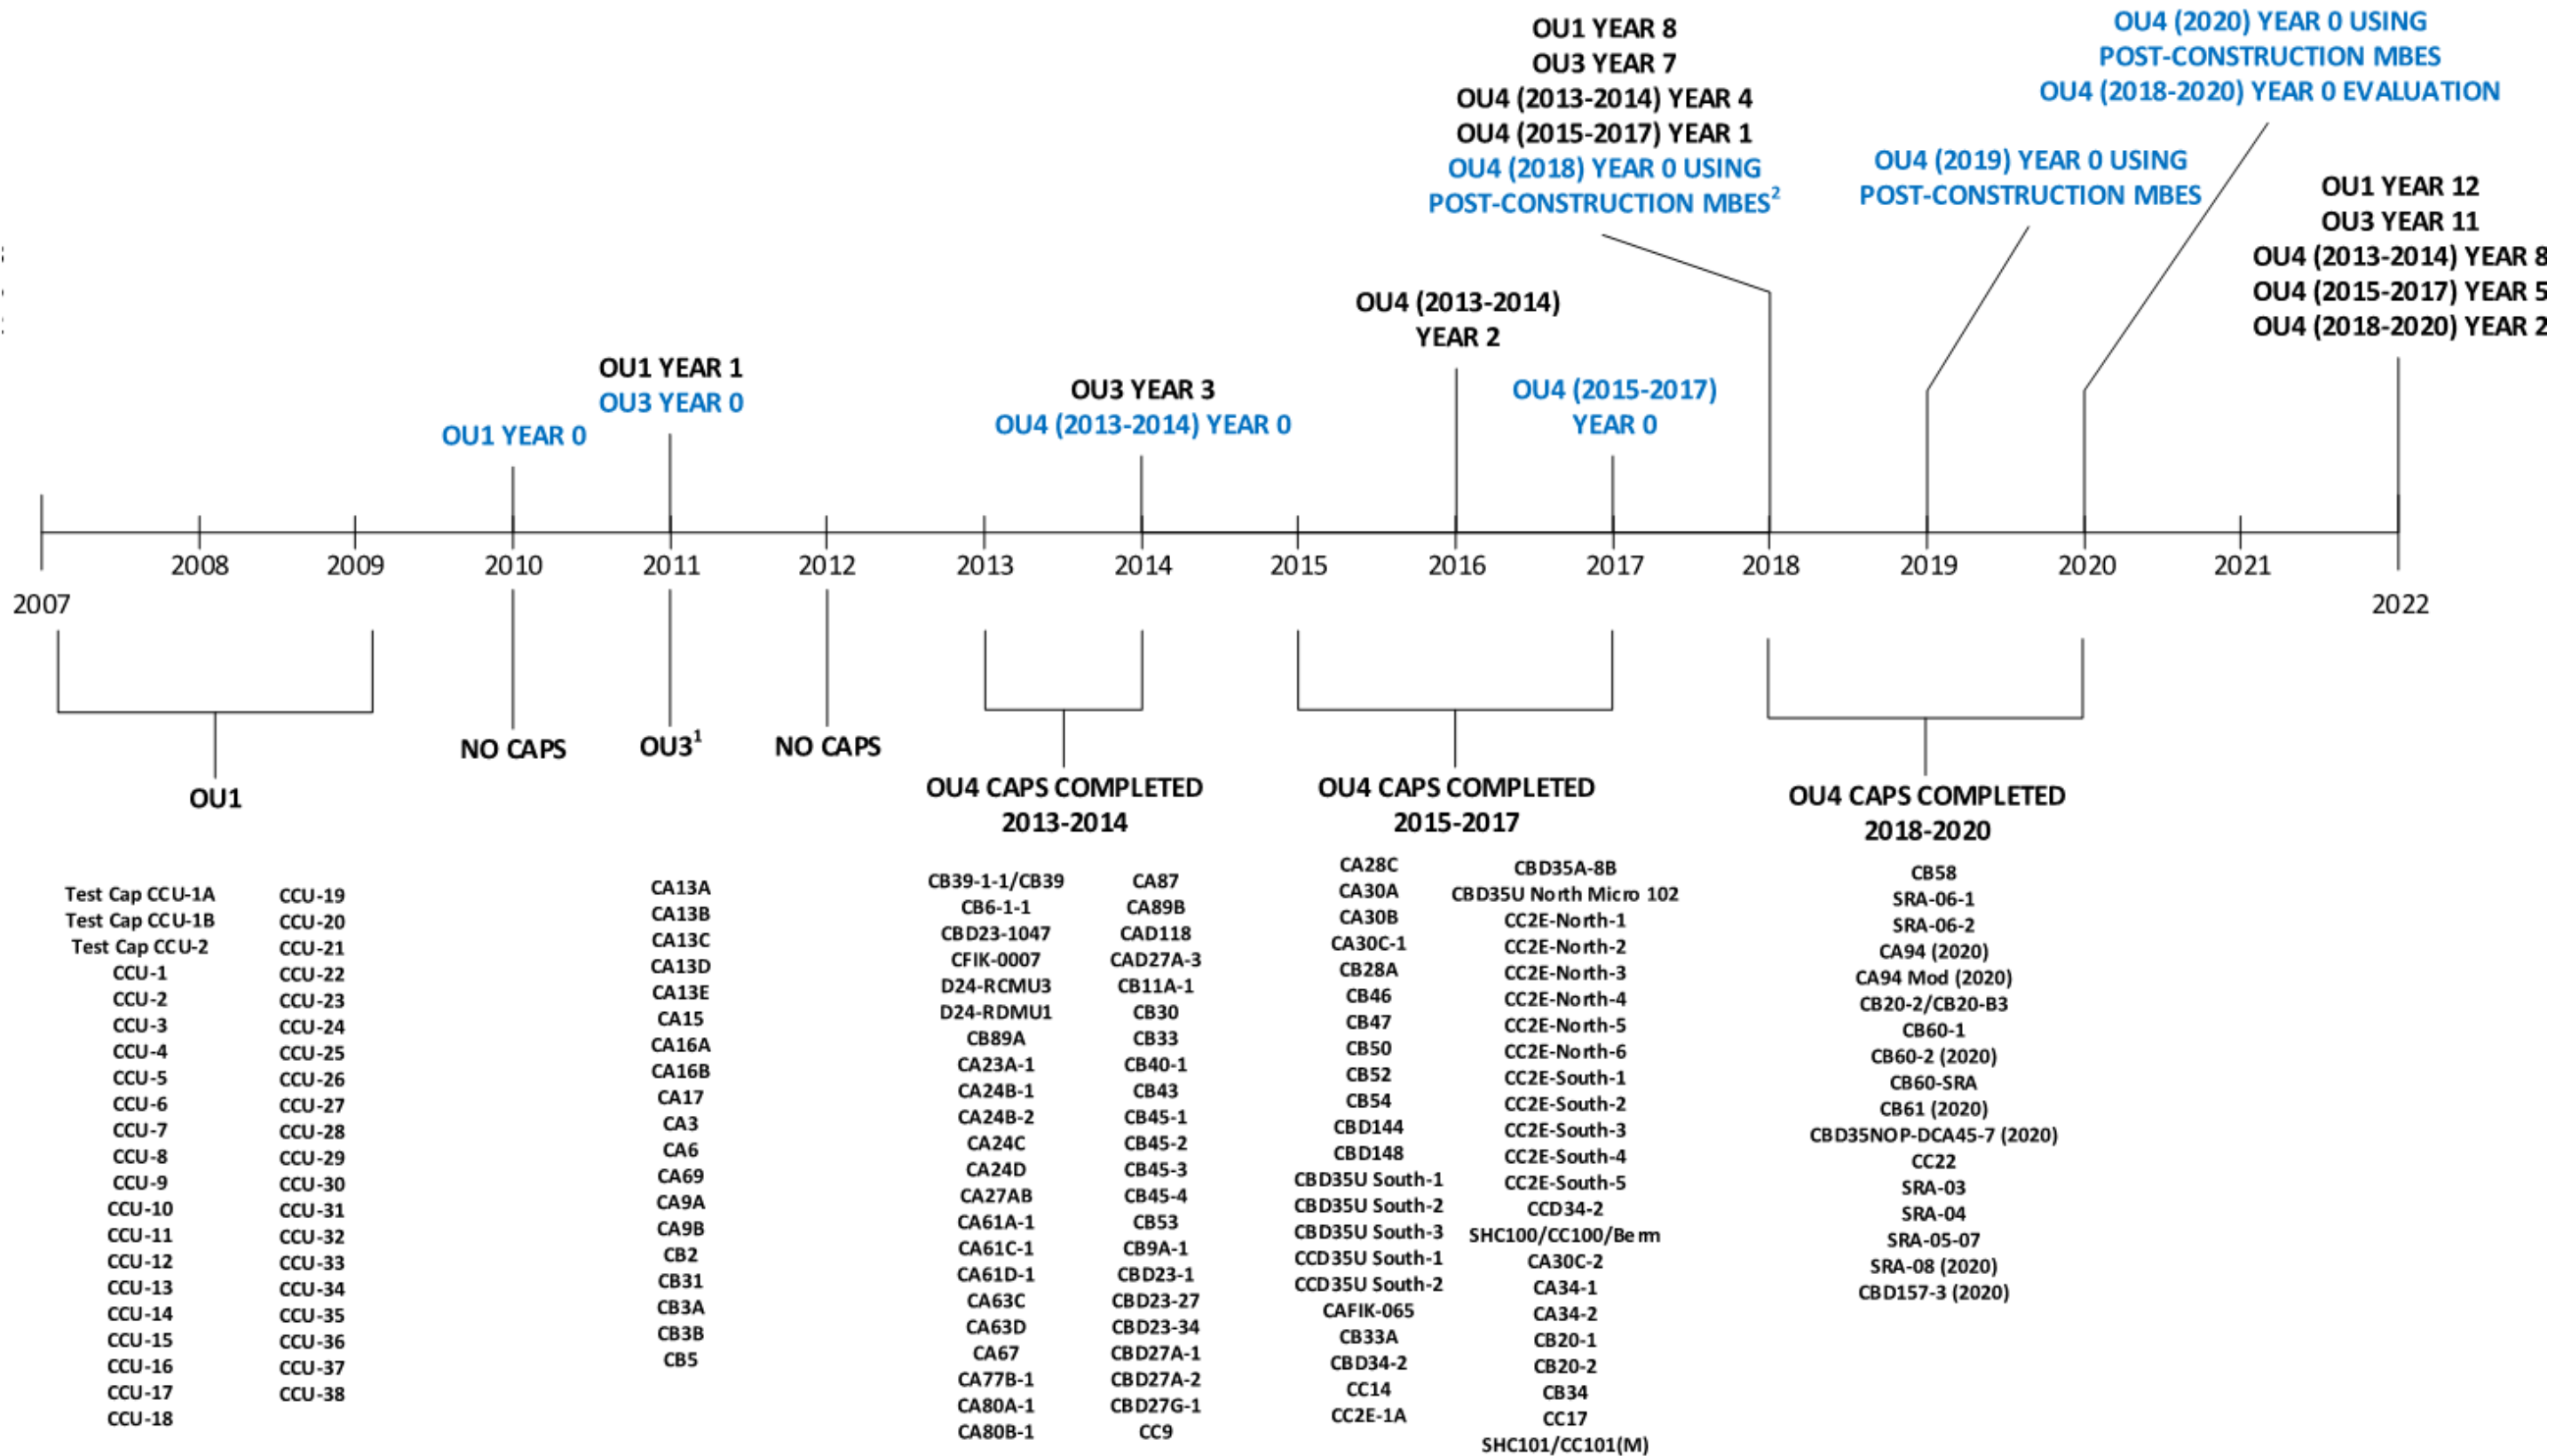 OU1 YEAR 8
OU3 YEAR 7
OU4 (2013-2014) YEAR 4
OU4 (2015-2017) YEAR 1
OU4 (2018) YEAR 0 USING
POST-CONSTRUCTION MBES²
OU4 (2020) YEAR 0 USING
POST-CONSTRUCTION MBES
OU4 (2018-2020) YEAR 0 EVALUATION
OU4 (2019) YEAR 0 USING
POST-CONSTRUCTION MBES
OU1 YEAR 12
OU3 YEAR 11
OU4 (2013-2014) YEAR 8
OU4 (2015-2017) YEAR 5
OU4 (2018-2020) YEAR 2
OU4 (2013-2014)
YEAR 2
OU1 YEAR 1
OU3 YEAR 0
OU3 YEAR 3
OU4 (2013-2014) YEAR 0
OU4 (2015-2017)
YEAR 0
OU1 YEAR 0
2007
2008
2009
2010
2011
2012
2013
2014
2015
2016
2017
2018
2019
2020
2021
2022
OU1
Test Cap CCU-1A
Test Cap CCU-1B
Test Cap CCU-2
CCU-1
CCU-2
CCU-3
CCU-4
CCU-5
CCU-6
CCU-7
CCU-8
CCU-9
CCU-10
CCU-11
CCU-12
CCU-13
CCU-14
CCU-15
CCU-16
CCU-17
CCU-18
CCU-19
CCU-20
CCU-21
CCU-22
CCU-23
CCU-24
CCU-25
CCU-26
CCU-27
CCU-28
CCU-29
CCU-30
CCU-31
CCU-32
CCU-33
CCU-34
CCU-35
CCU-36
CCU-37
CCU-38
NO CAPS
OU3¹
CA13A
CA13B
CA13C
CA13D
CA13E
CA15
CA16A
CA16B
CA17
CA3
CA6
CA69
CA9A
CA9B
CB2
CB31
CB3A
CB3B
CB5
NO CAPS
OU4 CAPS COMPLETED
2013-2014
CB39-1-1/CB39
CB6-1-1
CBD23-1047
CFIK-0007
D24-RCMU3
D24-RDMU1
CB89A
CA23A-1
CA24B-1
CA24B-2
CA24C
CA24D
CA27AB
CA61A-1
CA61C-1
CA61D-1
CA63C
CA63D
CA67
CA77B-1
CA80A-1
CA80B-1
CA87
CA89B
CAD118
CAD27A-3
CB11A-1
CB30
CB33
CB40-1
CB43
CB45-1
CB45-2
CB45-3
CB45-4
CB53
CB9A-1
CBD23-1
CBD23-27
CBD23-34
CBD27A-1
CBD27A-2
CBD27G-1
CC9
OU4 CAPS COMPLETED
2015-2017
CA28C
CA30A
CA30B
CA30C-1
CB28A
CB46
CB47
CB50
CB52
CB54
CBD144
CBD148
CBD35U South-1
CBD35U South-2
CBD35U South-3
CCD35U South-1
CCD35U South-2
CAFIK-065
CB33A
CBD34-2
CC14
CC2E-1A
CBD35A-8B
CBD35U North Micro 102
CC2E-North-1
CC2E-North-2
CC2E-North-3
CC2E-North-4
CC2E-North-5
CC2E-North-6
CC2E-South-1
CC2E-South-2
CC2E-South-3
CC2E-South-4
CC2E-South-5
CCD34-2
SHC100/CC100/Berm
CA30C-2
CA34-1
CA34-2
CB20-1
CB20-2
CB34
CC17
SHC101/CC101(M)
OU4 CAPS COMPLETED
2018-2020
CB58
SRA-06-1
SRA-06-2
CA94 (2020)
CA94 Mod (2020)
CB20-2/CB20-B3
CB60-1
CB60-2 (2020)
CB60-SRA
CB61 (2020)
CBD35NOP-DCA45-7 (2020)
CC22
SRA-03
SRA-04
SRA-05-07
SRA-08 (2020)
CBD157-3 (2020)